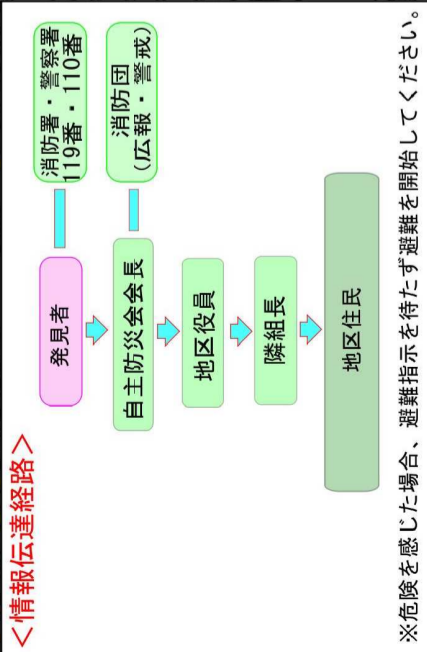 ＜情報伝達経路＞
発見者
消防署・警察署
119番・110番
自主防災会会長
消防団
(広報・警戒)
地区役員
隣組長
地区住民
※危険を感じた場合、避難指示を待たず避難を開始してください。